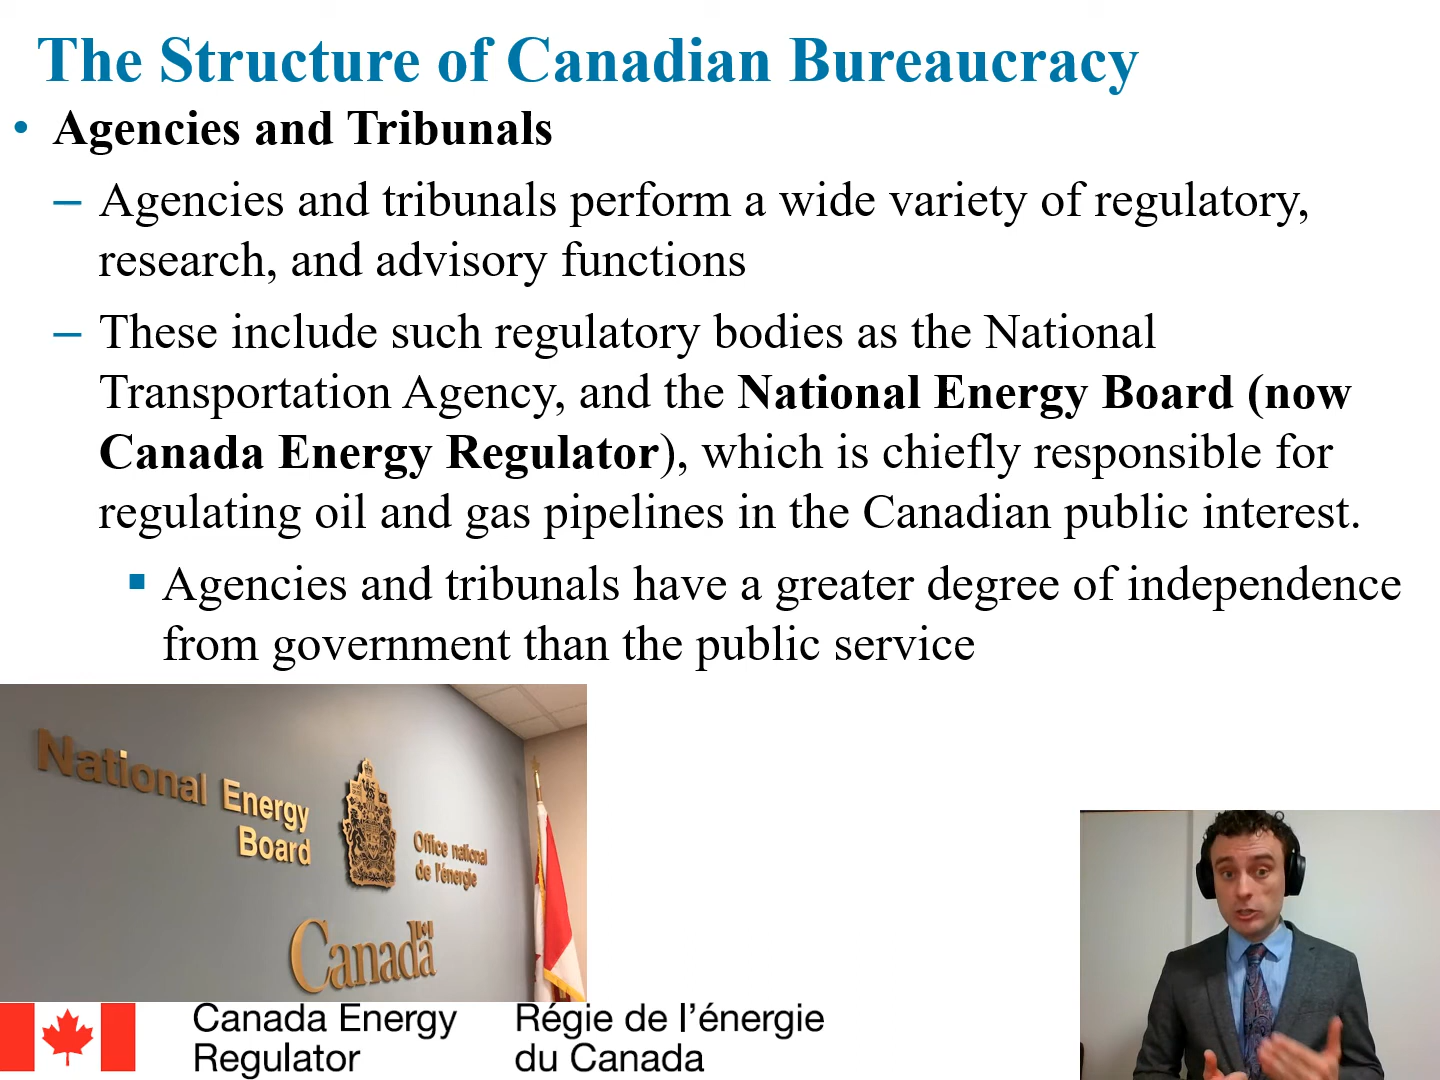 The Structure of Canadian Bureaucracy
• Agencies and Tribunals
– Agencies and tribunals perform a wide variety of regulatory,
research, and advisory functions
– These include such regulatory bodies as the National
Transportation Agency, and the National Energy Board (now
Canada Energy Regulator), which is chiefly responsible for
regulating oil and gas pipelines in the Canadian public interest.
▪ Agencies and tribunals have a greater degree of independence
from government than the public service
National Energy
Board
Office national
de l'énergie
Canada
Canada Energy
Regulator
Régie de l’énergie
du Canada